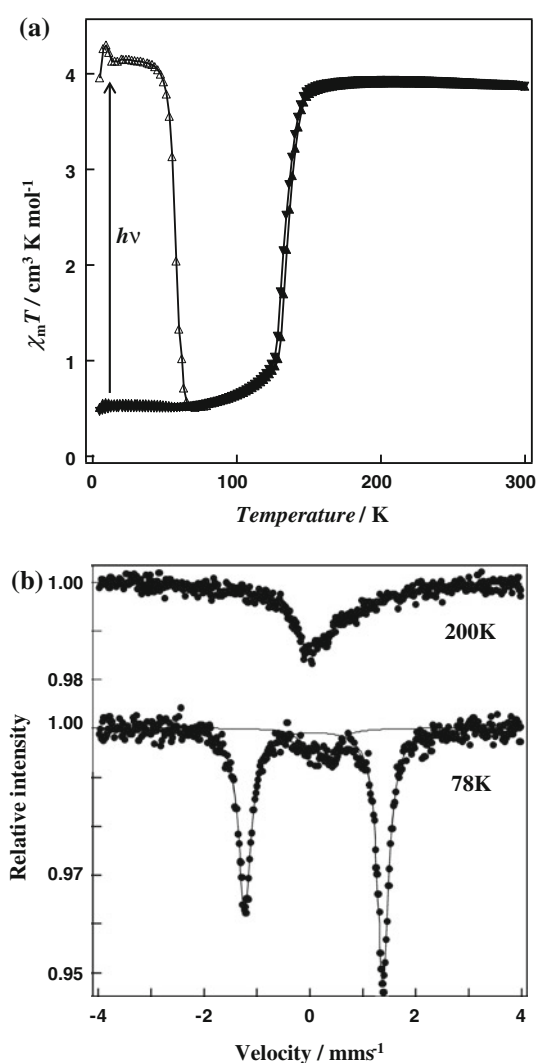 (a)
4
3
2
1
0
hν
χmT / cm³ K mol⁻¹
0
100
200
300
Temperature / K
(b)
1.00
0.98
200K
1.00
0.97
0.95
78K
Relative intensity
-4
-2
0
2
4
Velocity / mms⁻¹